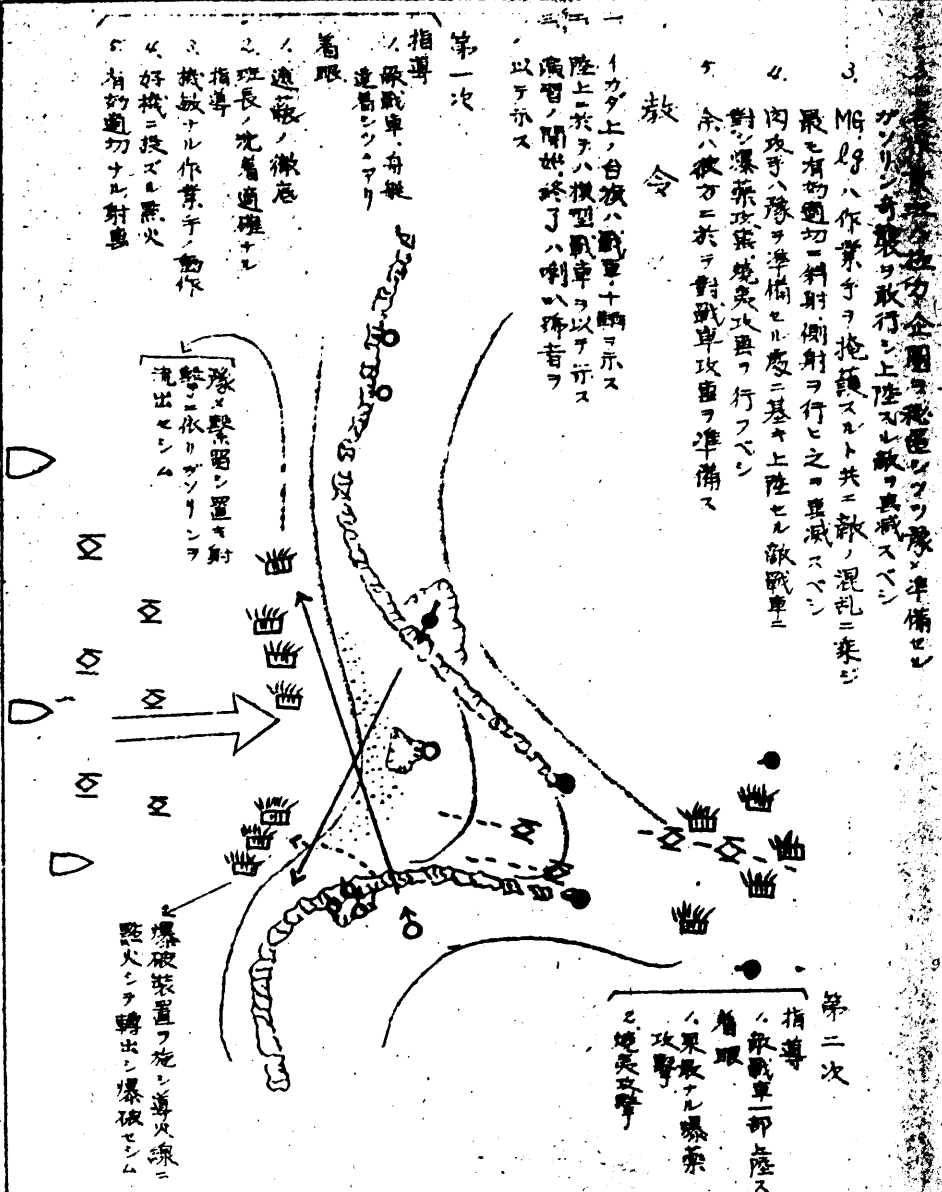 ガソリン奇襲ヲ敢行シ上陸スル敵ヲ撃滅スベシ
3. MG, lgハ作業手ヲ掩護スルト共ニ敵ノ混乱ニ乗ジ
最モ有効適切ニ斜射、側射ヲ行ヒ之ヲ撃滅スベシ
4. 肉攻手ハ豫テ準備セル処ニ基キ上陸セル敵戦車ニ
對シ爆薬攻撃、焼夷攻撃ヲ行フベシ
5. 余ハ後方ニ於テ對戦車攻撃ヲ準備ス
教令
一、イカダ上ノ台旗ハ戦車十輌ヲ示ス
二、陸上ニ於テハ模型戦車ヲ以テ示ス
三、演習ノ開始、終了ハ喇叭
ヲ以テ示ス
第一次
指導
1. 敵戦車、舟艇
達着シツヽアリ
着眼
1. 遮蔽ノ徹底
2. 班長ノ沈着適確ナル
指導
3. 機敏ナル作業手ノ動作
4. 好機ニ投ズル點火
5. 有効適切ナル射撃
豫メ繋留シ置キ射
撃ニ依リガソリンヲ
流出セシム
爆破装置ヲ施シ導火線ニ
點火シテ轉出シ爆破セシム
第二次
指導
1. 敵戦車一部上陸ス
着眼
1. 果敢ナル爆薬
攻撃
2. 焼夷攻撃